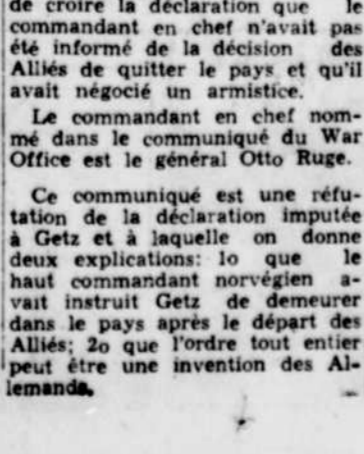 de croire la déclaration que le
commandant en chef n'avait pas
été informé de la décision des
Alliés de quitter le pays et qu'il
avait négocié un armistice.
Le commandant en chef nom-
mé dans le communiqué du War
Office est le général Otto Ruge.
Ce communiqué est une réfu-
tation de la déclaration imputée
à Getz et à laquelle on donne
deux explications: 1o que le
haut commandant norvégien a-
vait instruit Getz de demeurer
dans le pays après le départ des
Alliés; 2o que l'ordre tout entier
peut être une invention des Al-
lemands.